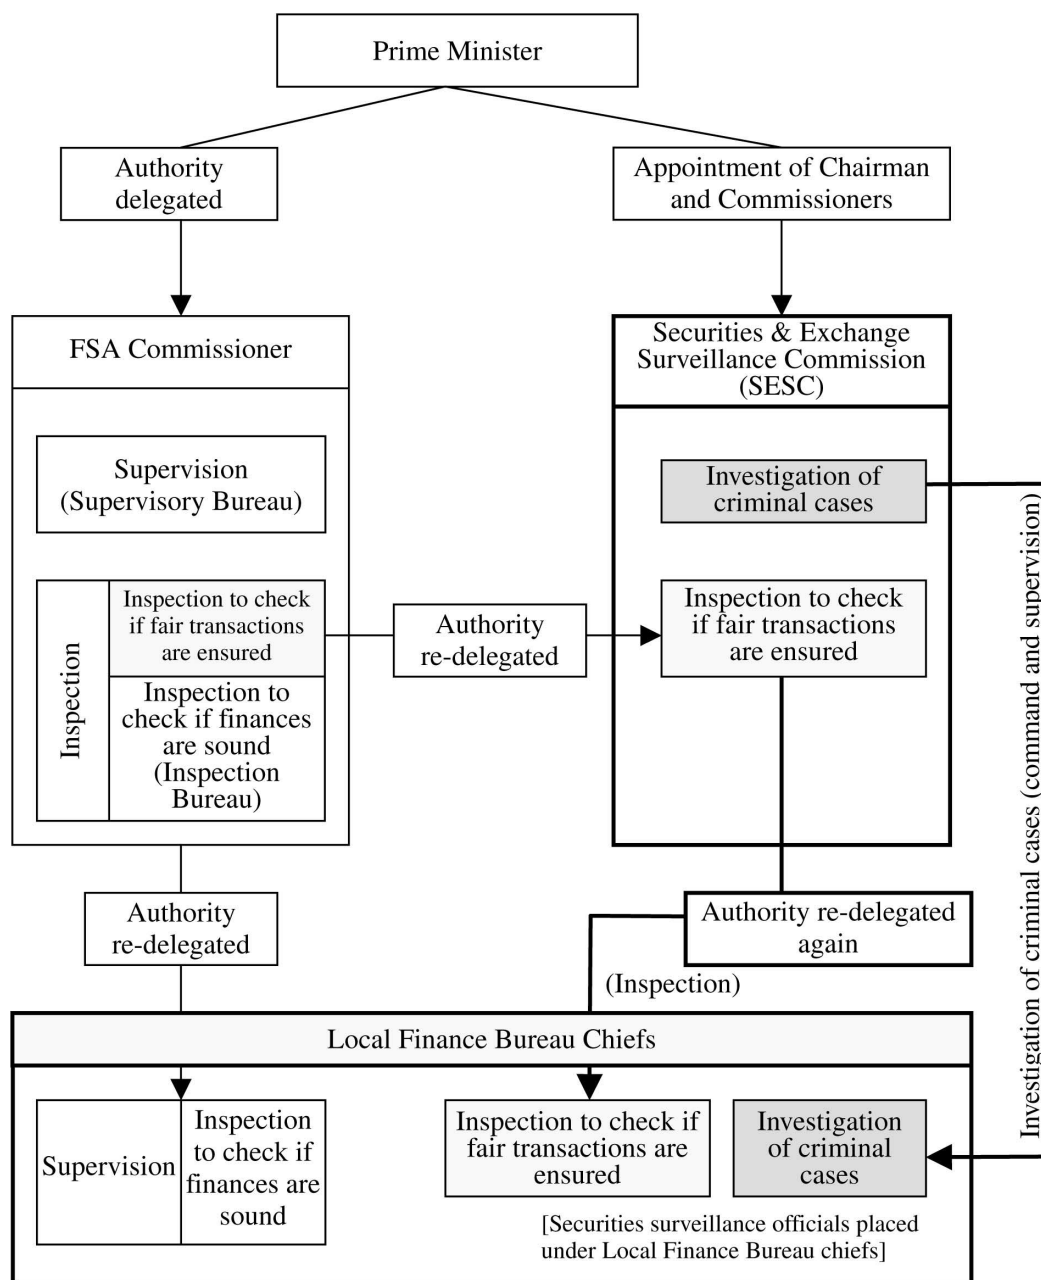 Prime Minister
Authority
delegated
Appointment of Chairman
and Commissioners
FSA Commissioner
Securities & Exchange
Surveillance Commission
(SESC)
Supervision
(Supervisory Bureau)
Investigation of
criminal cases
Inspection
Inspection to check
if fair transactions
are ensured
Authority
re-delegated
Inspection to check
if fair transactions
are ensured
Inspection to
check if finances
are sound
(Inspection
Bureau)
Investigation of criminal cases (command and supervision)
Authority
re-delegated
Authority re-delegated
again
(Inspection)
Local Finance Bureau Chiefs
Supervision
Inspection
to check if
finances are
sound
Inspection to check if
fair transactions are
ensured
Investigation
of criminal
cases
[Securities surveillance officials placed
under Local Finance Bureau chiefs]